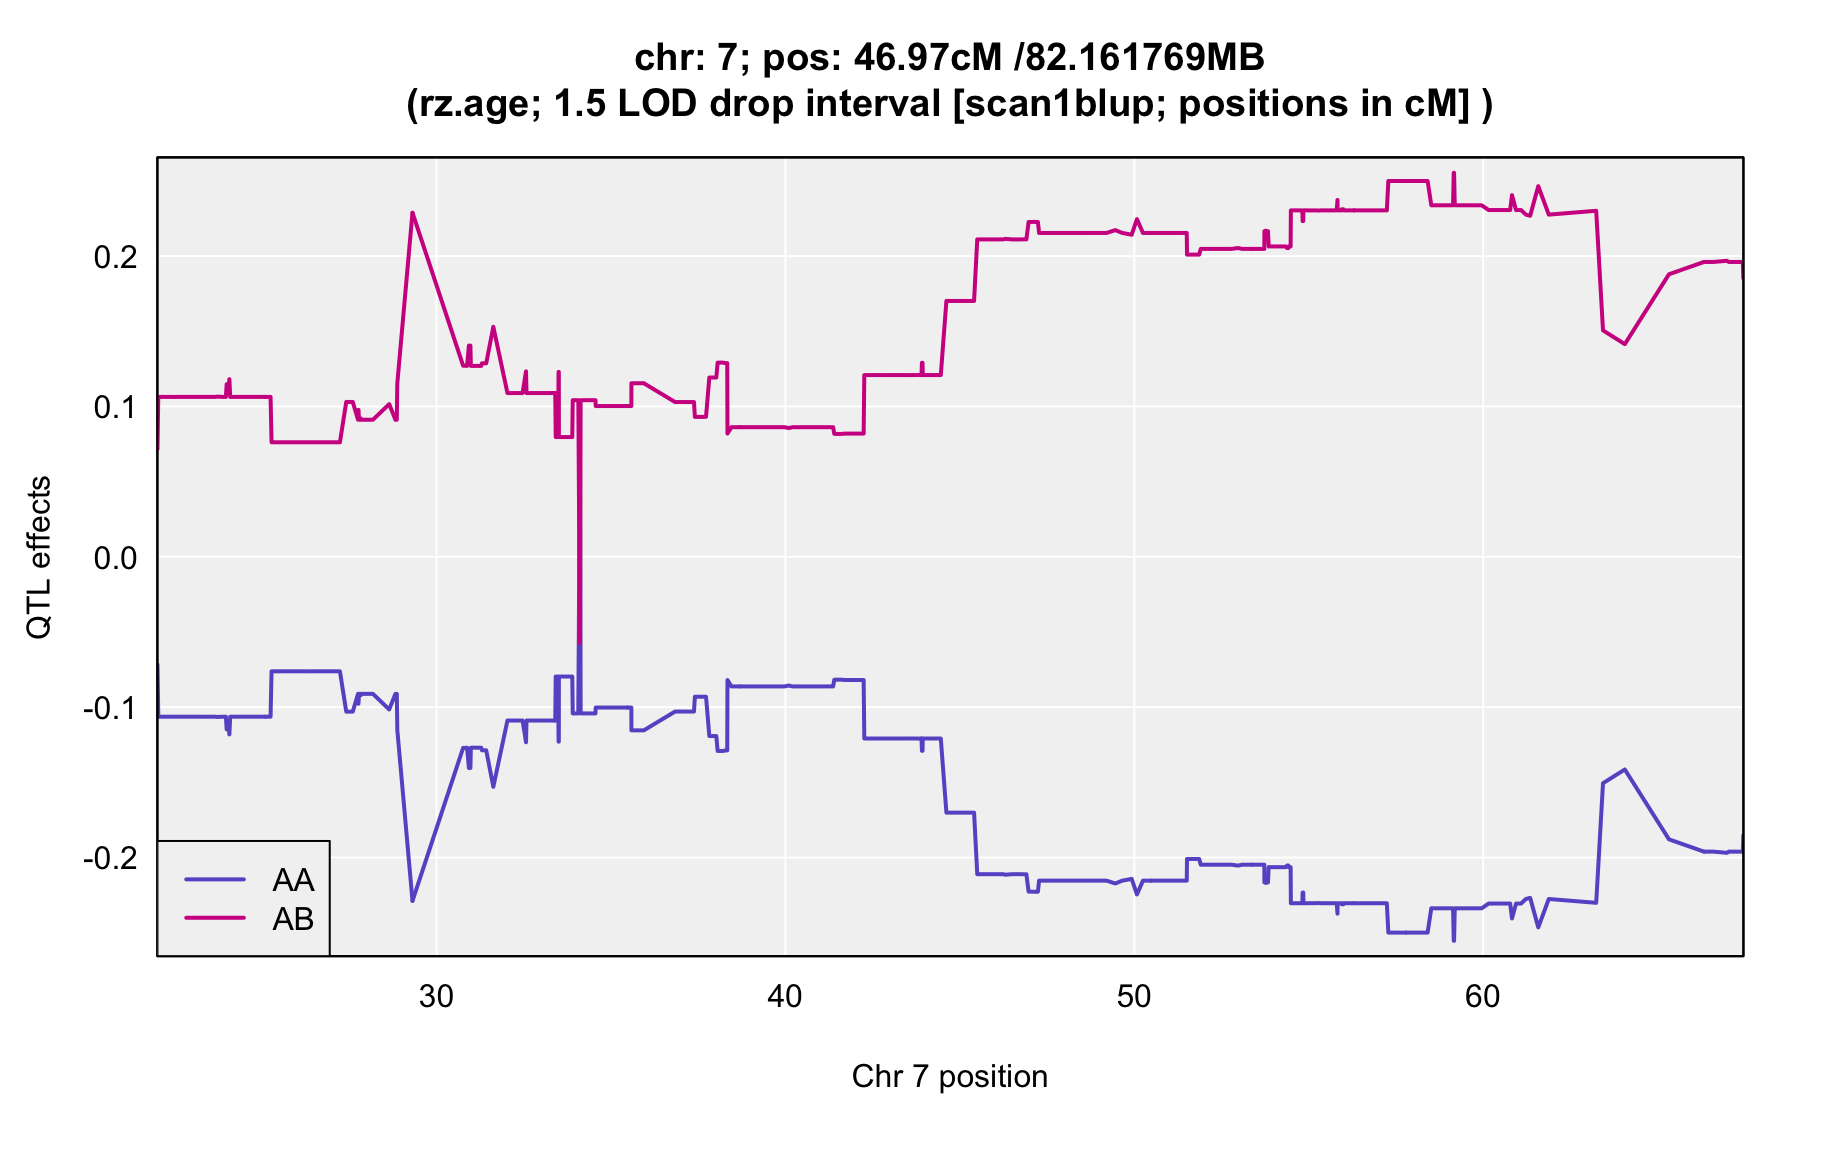 chr: 7; pos: 46.97cM /82.161769MB
(rz.age; 1.5 LOD drop interval [scan1blup; positions in cM] )
QTL effects
0.2
0.1
0.0
-0.1
-0.2
AA
AB
30
40
50
60
Chr 7 position